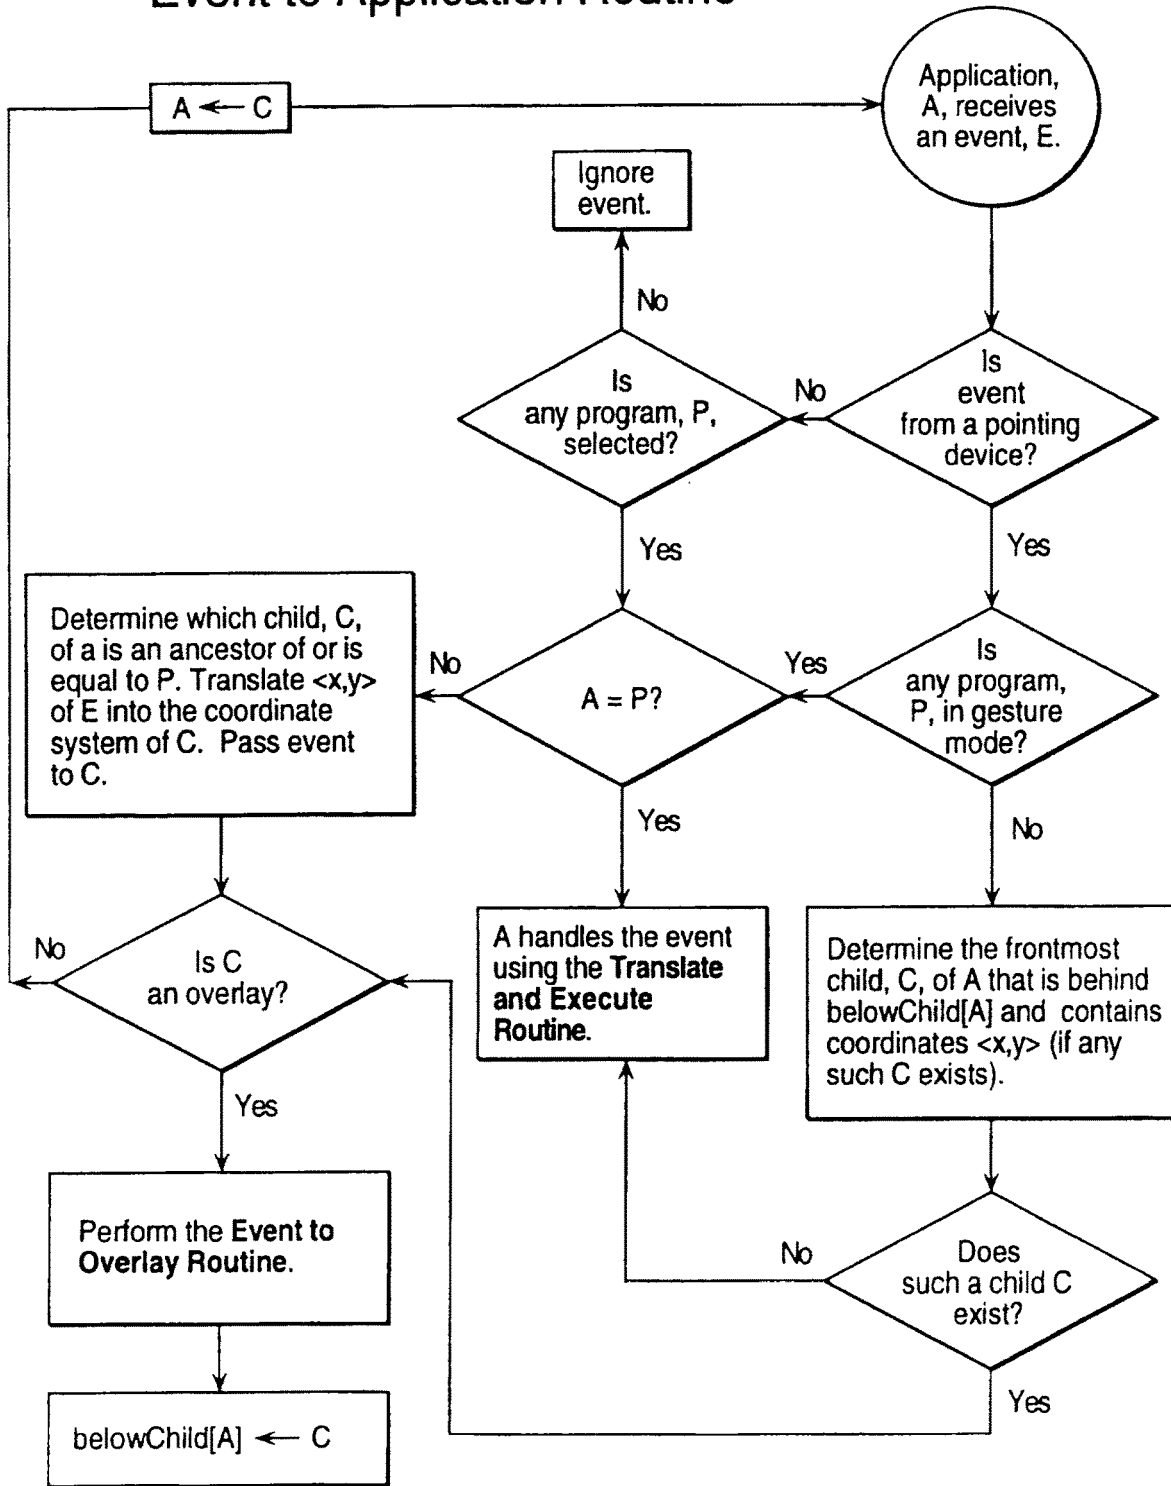 Event to Application Routine
A ← C
Application,
A, receives
an event, E.
Ignore
event.
No
Is
any program, P,
selected?
No
Is
event
from a pointing
device?
Yes
Yes
Determine which child, C,
of a is an ancestor of or is
equal to P. Translate <x,y>
of E into the coordinate
system of C. Pass event
to C.
No
A = P?
Yes
Is
any program,
P, in gesture
mode?
Yes
No
No
Is C
an overlay?
A handles the event
using the Translate
and Execute
Routine.
Determine the frontmost
child, C, of A that is behind
belowChild[A] and contains
coordinates <x,y> (if any
such C exists).
Yes
Perform the Event to
Overlay Routine.
No
Does
such a child C
exist?
Yes
belowChild[A] ← C